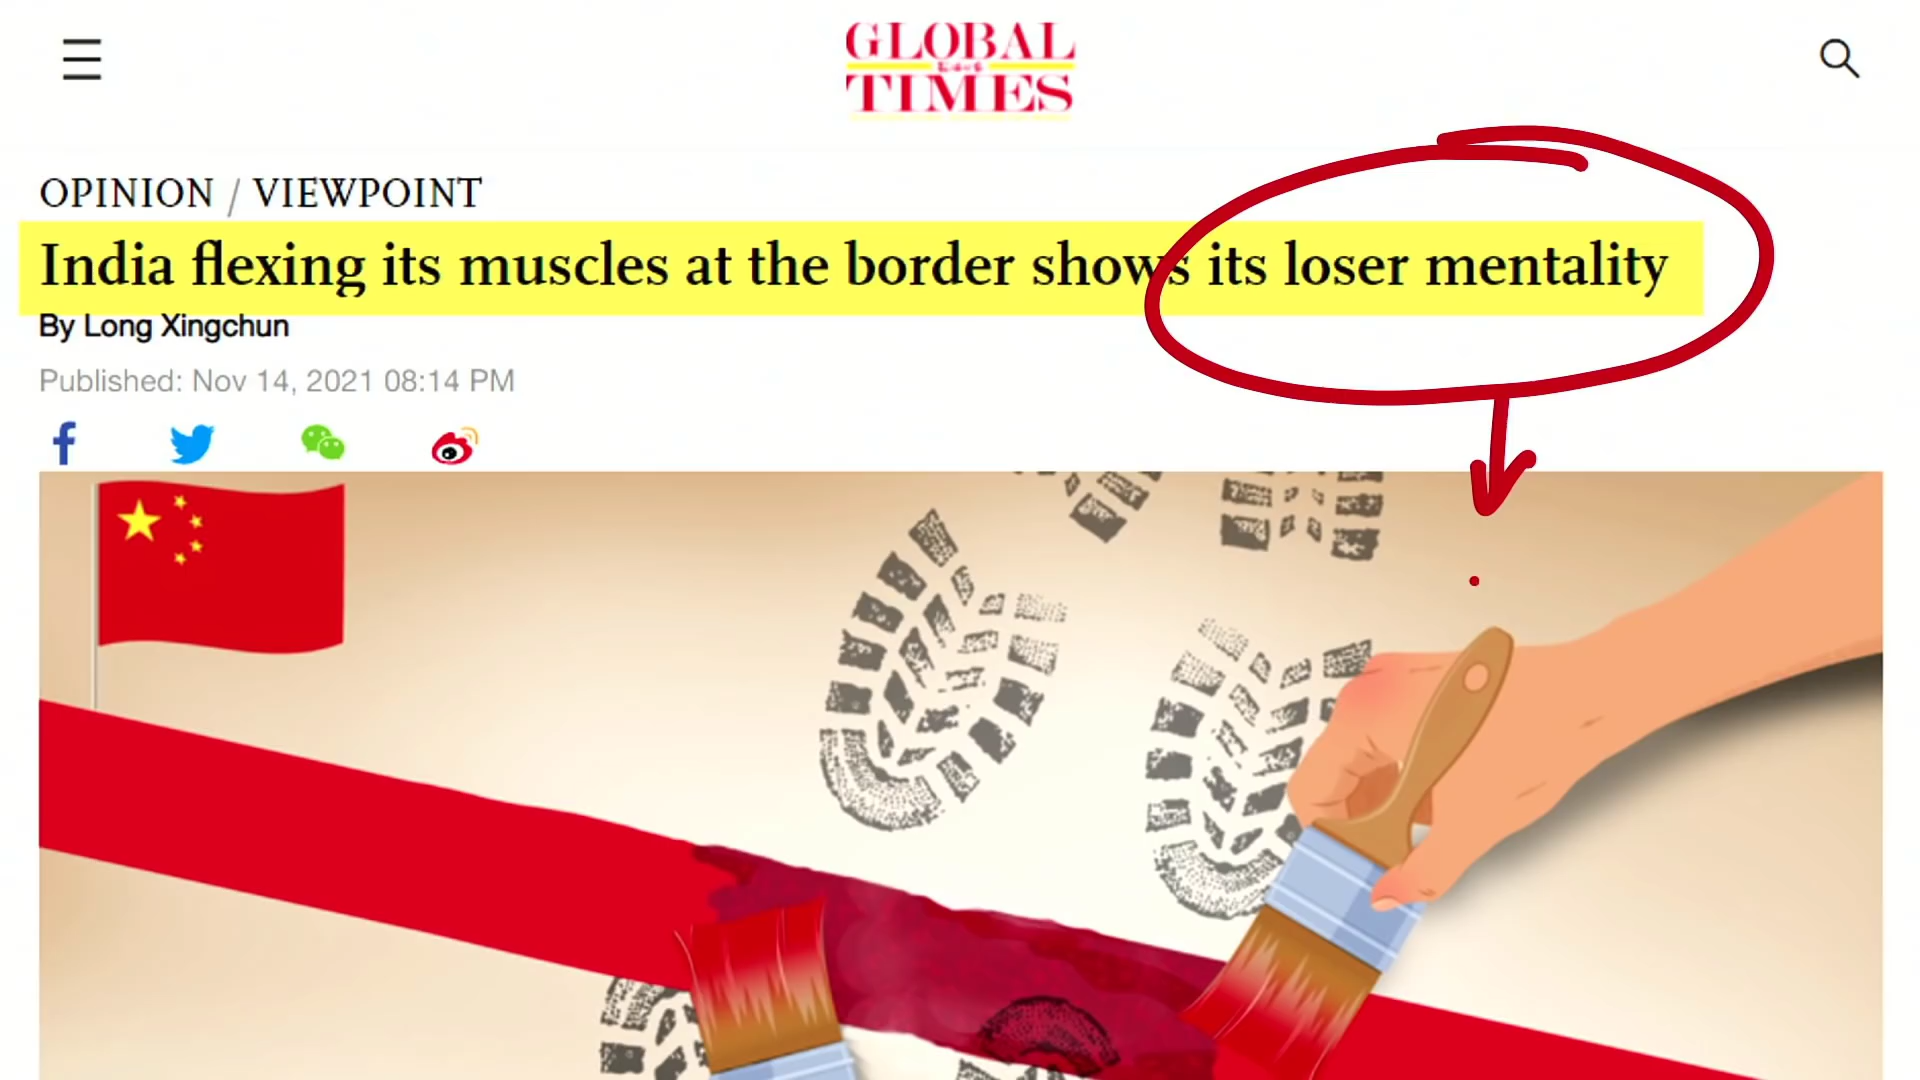 GLOBAL
TIMES
OPINION / VIEWPOINT
India flexing its muscles at the border shows its loser mentality
By Long Xingchun
Published: Nov 14, 2021 08:14 PM